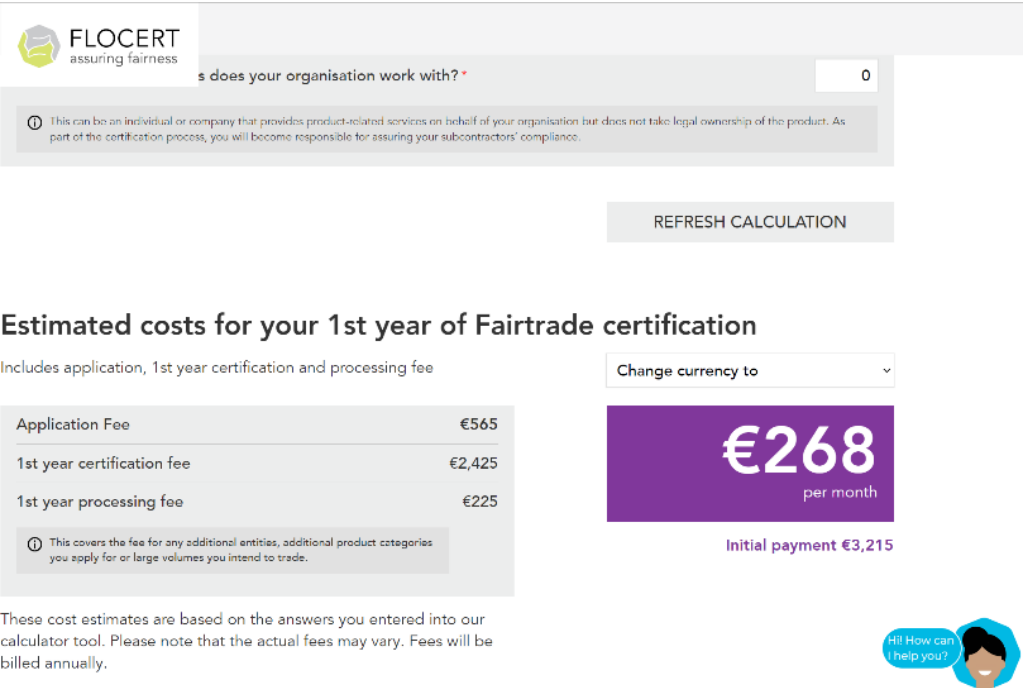 FLOCERT
assuring fairness
s does your organisation work with? *
0
This can be an individual or company that provides product-related services on behalf of your organisation but does not take legal ownership of the product. As
part of the certification process, you will become responsible for assuring your subcontractors' compliance.
REFRESH CALCULATION
Estimated costs for your 1st year of Fairtrade certification
Includes application, 1st year certification and processing fee
Change currency to
Application Fee €565
1st year certification fee €2,425
1st year processing fee €225
This covers the fee for any additional entities, additional product categories
you apply for or large volumes you intend to trade.
€268
per month
Initial payment €3,215
These cost estimates are based on the answers you entered into our
calculator tool. Please note that the actual fees may vary. Fees will be
billed annually.
Hi! How can
I help you?